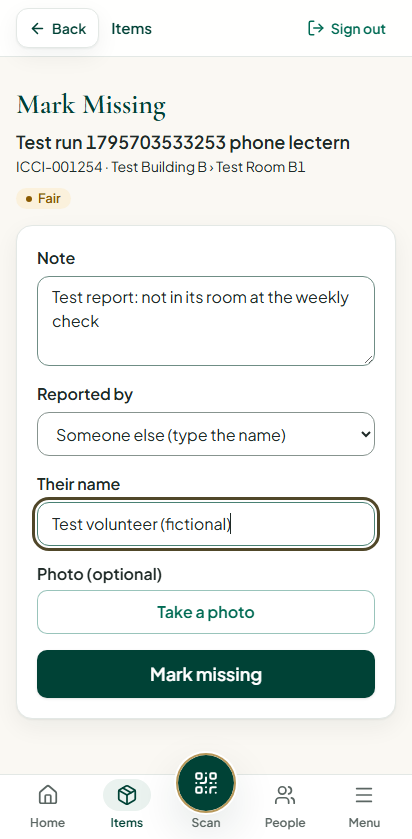 Back
Items
Sign out
Mark Missing
Test run 1795703533253 phone lectern
ICCI-001254 · Test Building B › Test Room B1
Fair
Note
Test report: not in its room at the weekly
check
Reported by
Someone else (type the name)
Their name
Test volunteer (fictional)
Photo (optional)
Take a photo
Mark missing
Home
Items
Scan
People
Menu